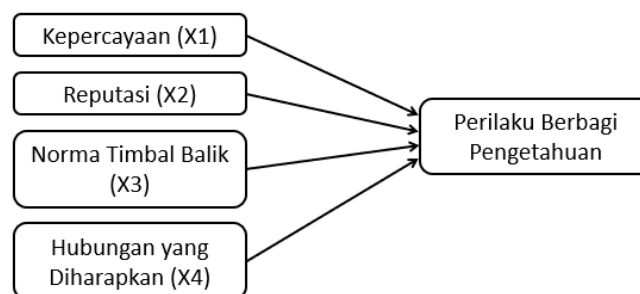 Kepercayaan (X1)
Reputasi (X2)
Norma Timbal Balik
(X3)
Hubungan yang
Diharapkan (X4)
Perilaku Berbagi
Pengetahuan